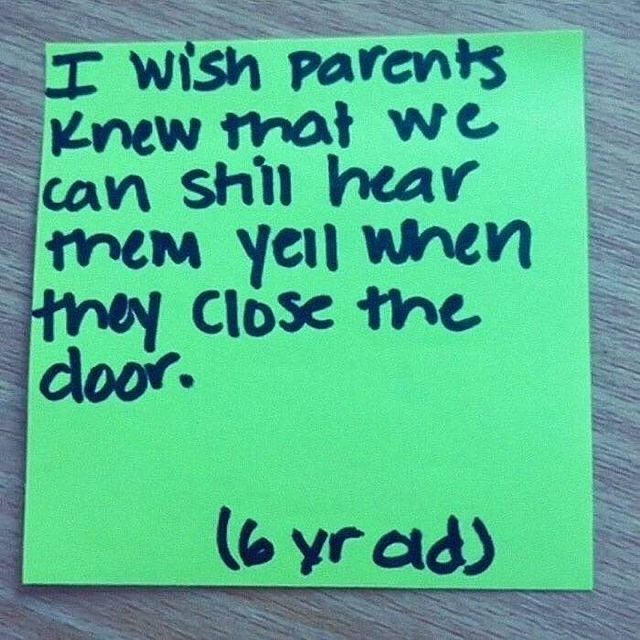 I wish parents
knew that we
can still hear
them yell when
they close the
door.
(6 yr old)